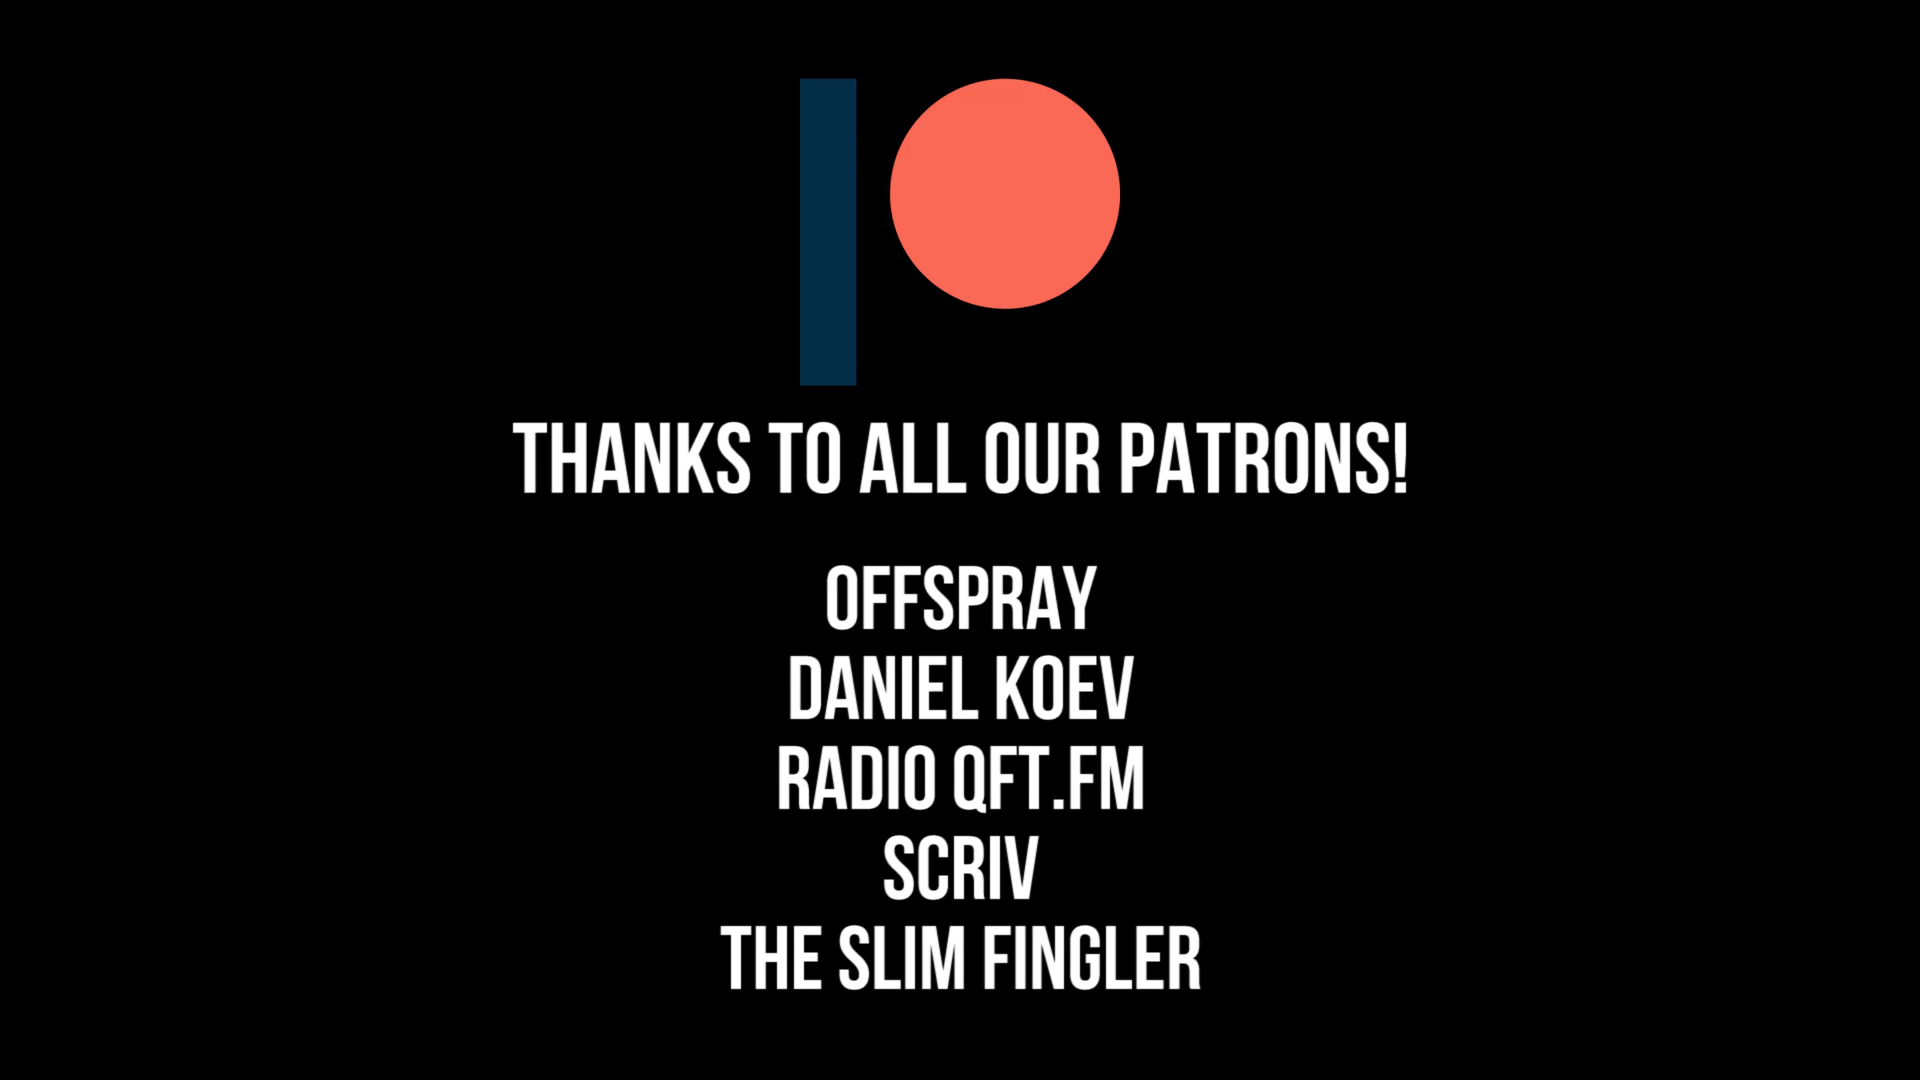 THANKS TO ALL OUR PATRONS!
OFFSPRAY
DANIEL KOEV
RADIO QFT.FM
SCRIV
THE SLIM FINGLER